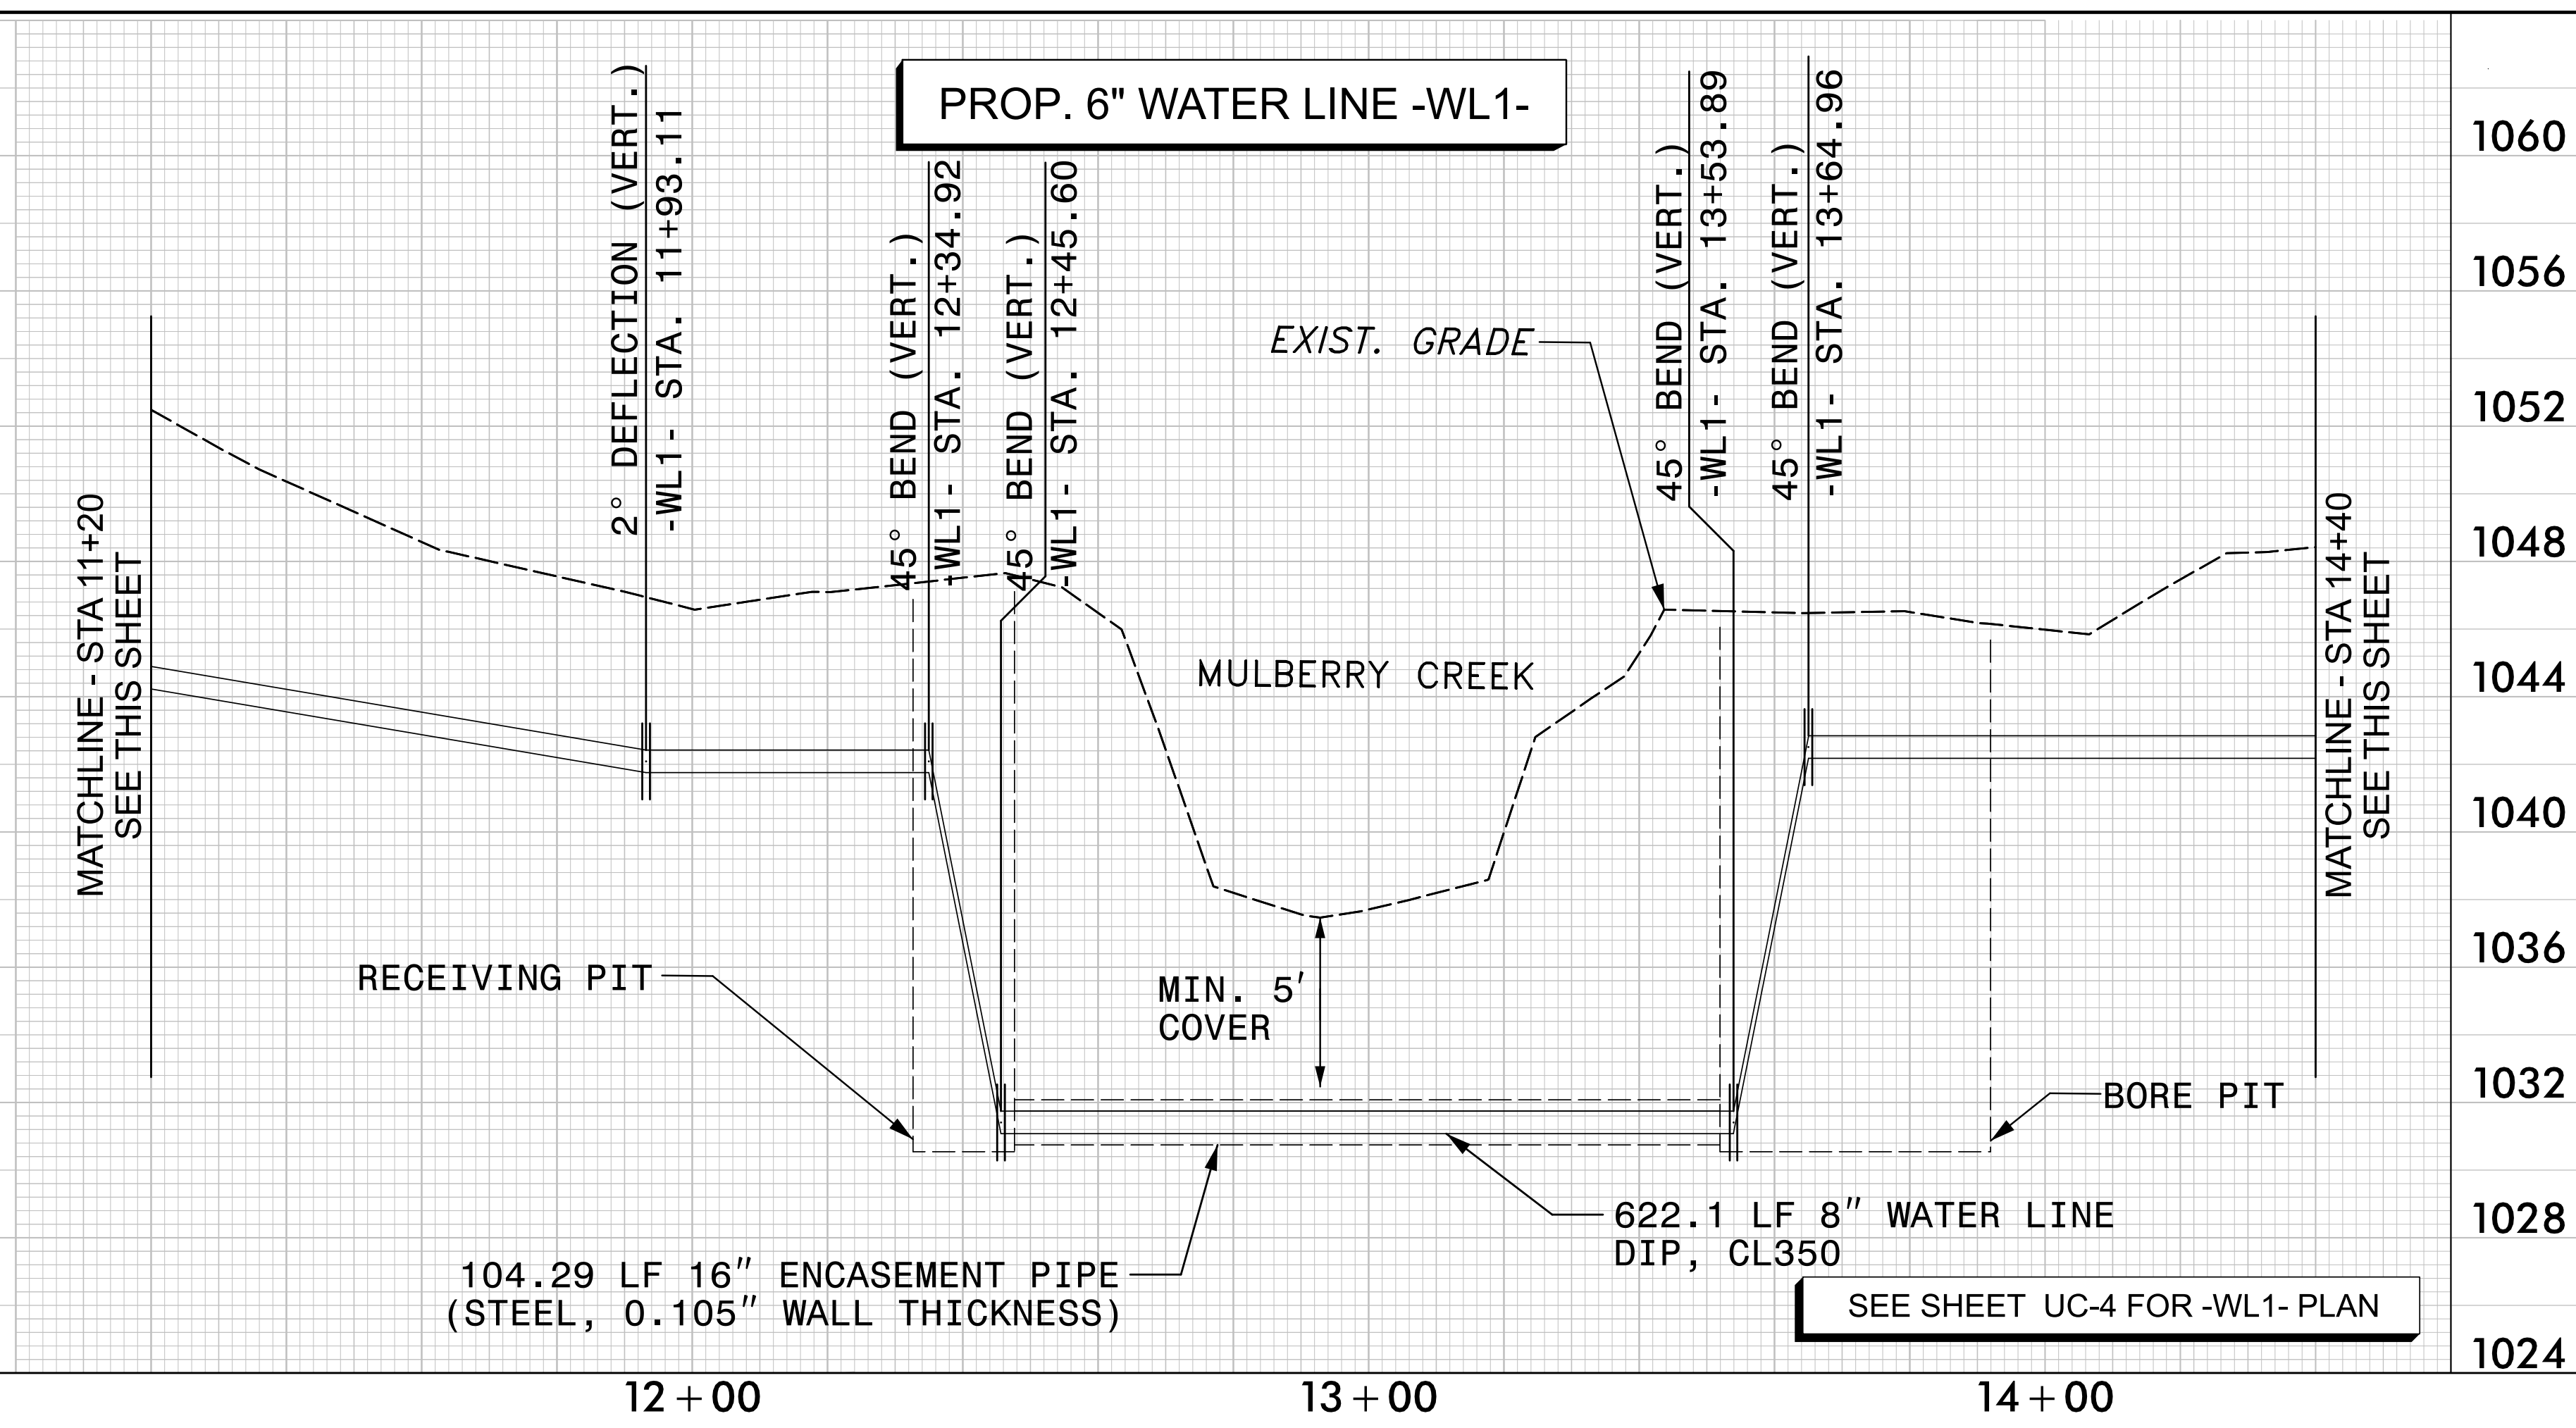 PROP. 6" WATER LINE -WL1-
2° DEFLECTION (VERT.)
-WL1- STA. 11+93.11
45° BEND (VERT.)
-WL1- STA. 12+34.92
45° BEND (VERT.)
-WL1- STA. 12+45.60
45° BEND (VERT.)
-WL1- STA. 13+53.89
45° BEND (VERT.)
-WL1- STA. 13+64.96
EXIST. GRADE
MATCHLINE - STA 11+20
SEE THIS SHEET
MULBERRY CREEK
MATCHLINE - STA 14+40
SEE THIS SHEET
RECEIVING PIT
MIN. 5'
COVER
BORE PIT
622.1 LF 8" WATER LINE
DIP, CL350
104.29 LF 16" ENCASEMENT PIPE
(STEEL, 0.105" WALL THICKNESS)
SEE SHEET UC-4 FOR -WL1- PLAN
1060
1056
1052
1048
1044
1040
1036
1032
1028
1024
12+00
13+00
14+00